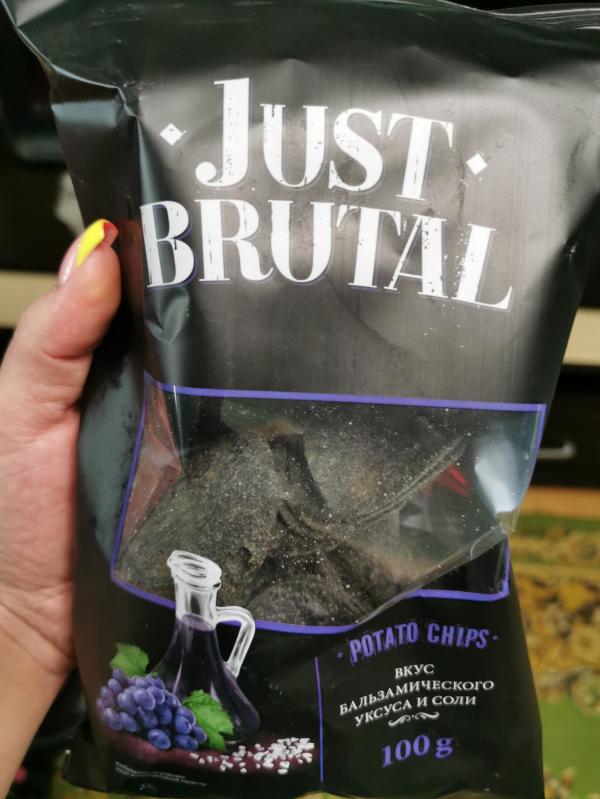 JUST
BRUTAL
· POTATO CHIPS ·
ВКУС
БАЛЬЗАМИЧЕСКОГО
УКСУСА И СОЛИ
100 g